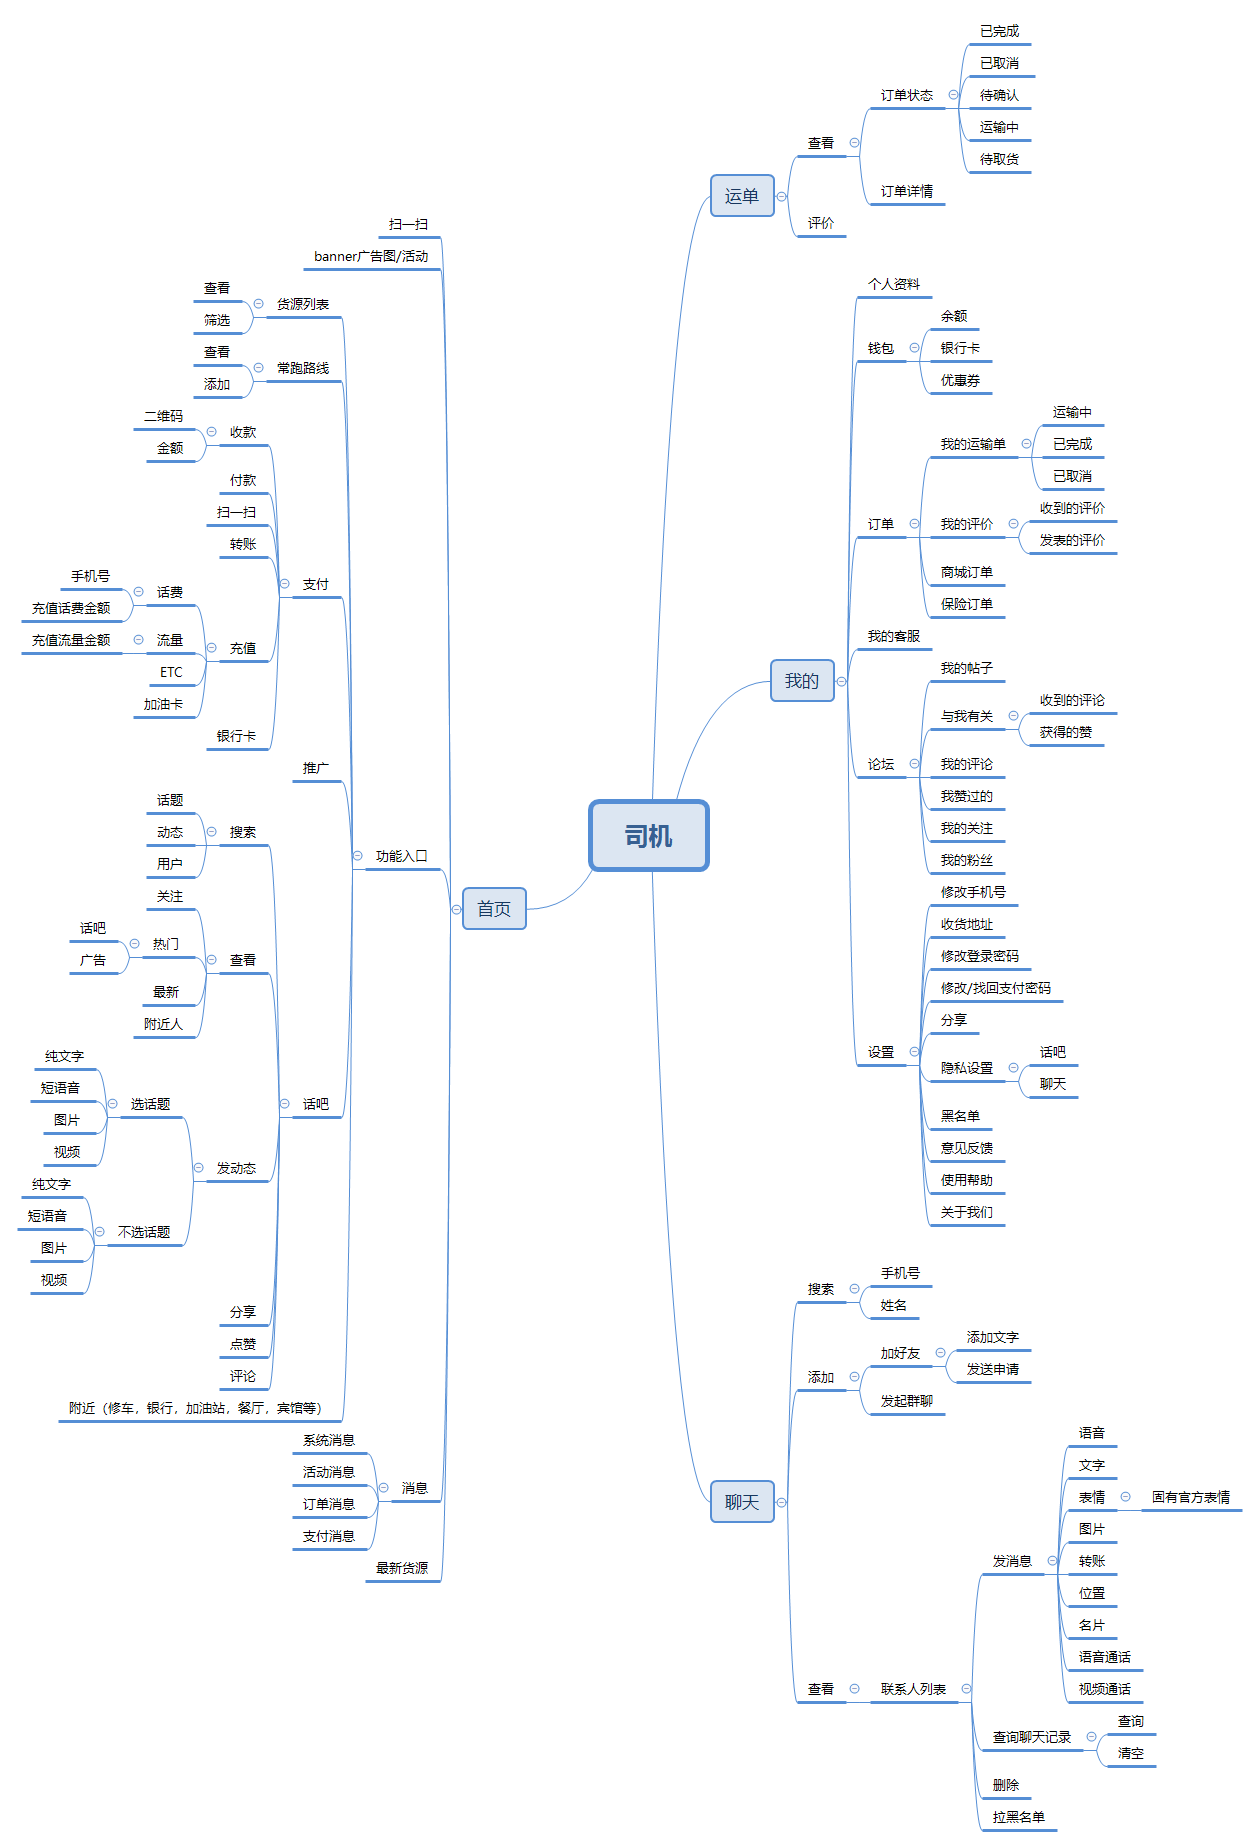 司机
运单
查看
订单状态
已完成
已取消
待确认
运输中
待取货
订单详情
评价
我的
个人资料
钱包
余额
银行卡
优惠券
订单
我的运输单
运输中
已完成
已取消
我的评价
收到的评价
发表的评价
商城订单
保险订单
我的客服
论坛
我的帖子
与我有关
收到的评论
获得的赞
我的评论
我赞过的
我的关注
我的粉丝
设置
修改手机号
收货地址
修改登录密码
修改/找回支付密码
分享
隐私设置
话吧
聊天
黑名单
意见反馈
使用帮助
关于我们
聊天
搜索
手机号
姓名
添加
加好友
添加文字
发送申请
发起群聊
查看
联系人列表
发消息
语音
文字
表情
固有官方表情
图片
转账
位置
名片
语音通话
视频通话
查询聊天记录
查询
清空
删除
拉黑名单
首页
扫一扫
banner广告图/活动
功能入口
货源列表
查看
筛选
常跑路线
查看
添加
支付
收款
二维码
金额
付款
扫一扫
转账
充值
话费
手机号
充值话费金额
流量
充值流量金额
ETC
加油卡
银行卡
推广
话吧
搜索
话题
动态
用户
查看
关注
热门
话吧
广告
最新
附近人
发动态
选话题
纯文字
短语音
图片
视频
不选话题
纯文字
短语音
图片
视频
分享
点赞
评论
附近（修车，银行，加油站，餐厅，宾馆等）
消息
系统消息
活动消息
订单消息
支付消息
最新货源